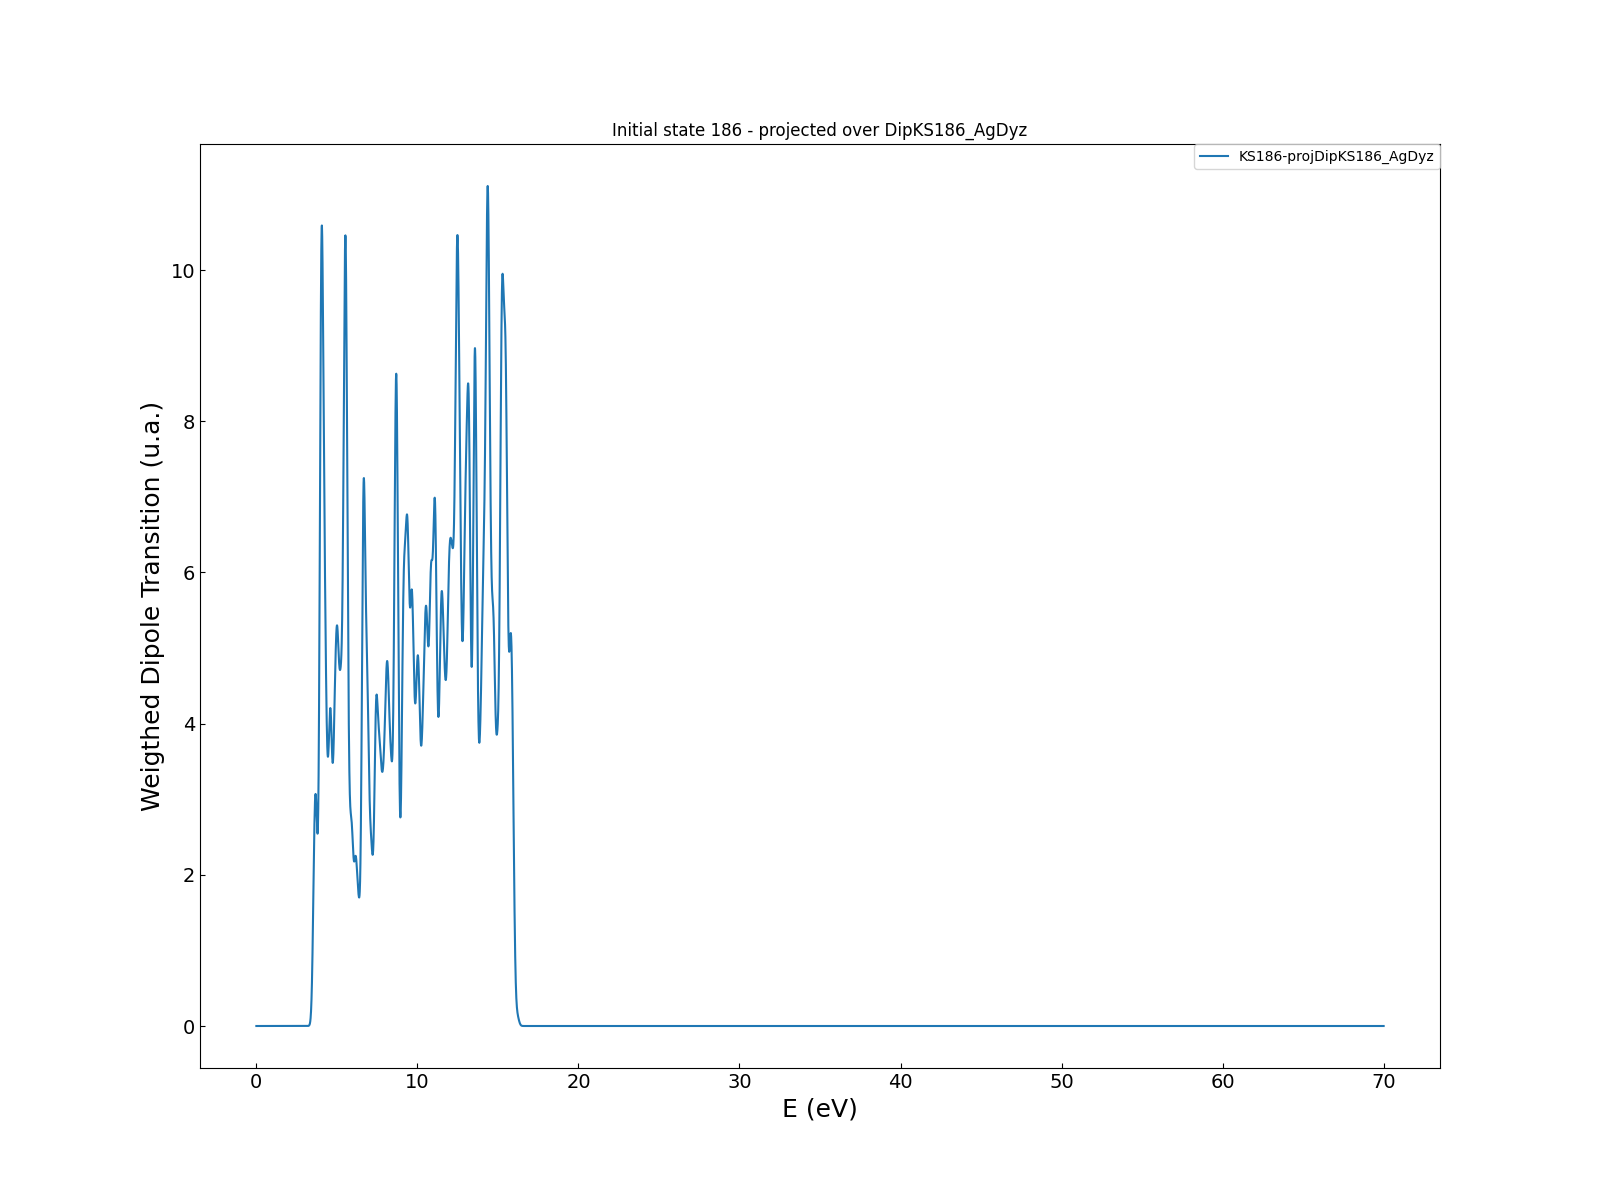 Initial state 186 - projected over DipKS186_AgDyz
KS186-projDipKS186_AgDyz
Weigthed Dipole Transition (u.a.)
10
8
6
4
2
0
0 10 20 30 40 50 60 70
E (eV)